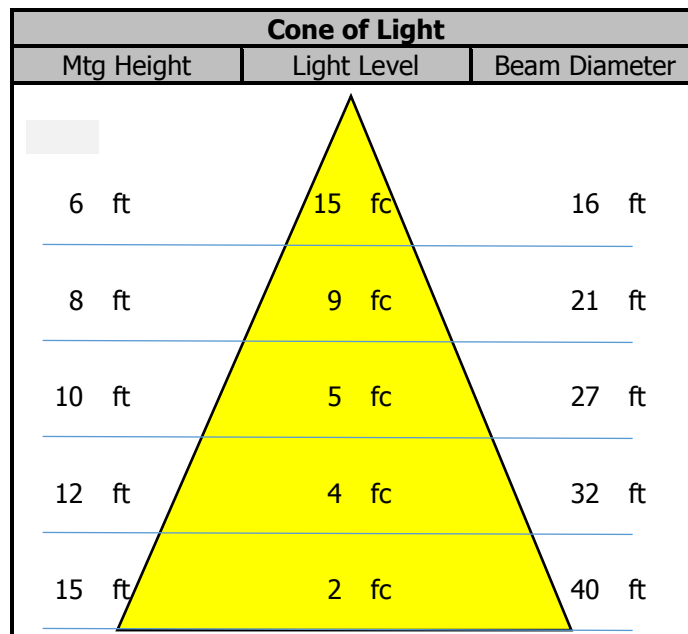 Cone of Light
Mtg Height Light Level Beam Diameter
6 ft 15 fc 16 ft
8 ft 9 fc 21 ft
10 ft 5 fc 27 ft
12 ft 4 fc 32 ft
15 ft 2 fc 40 ft